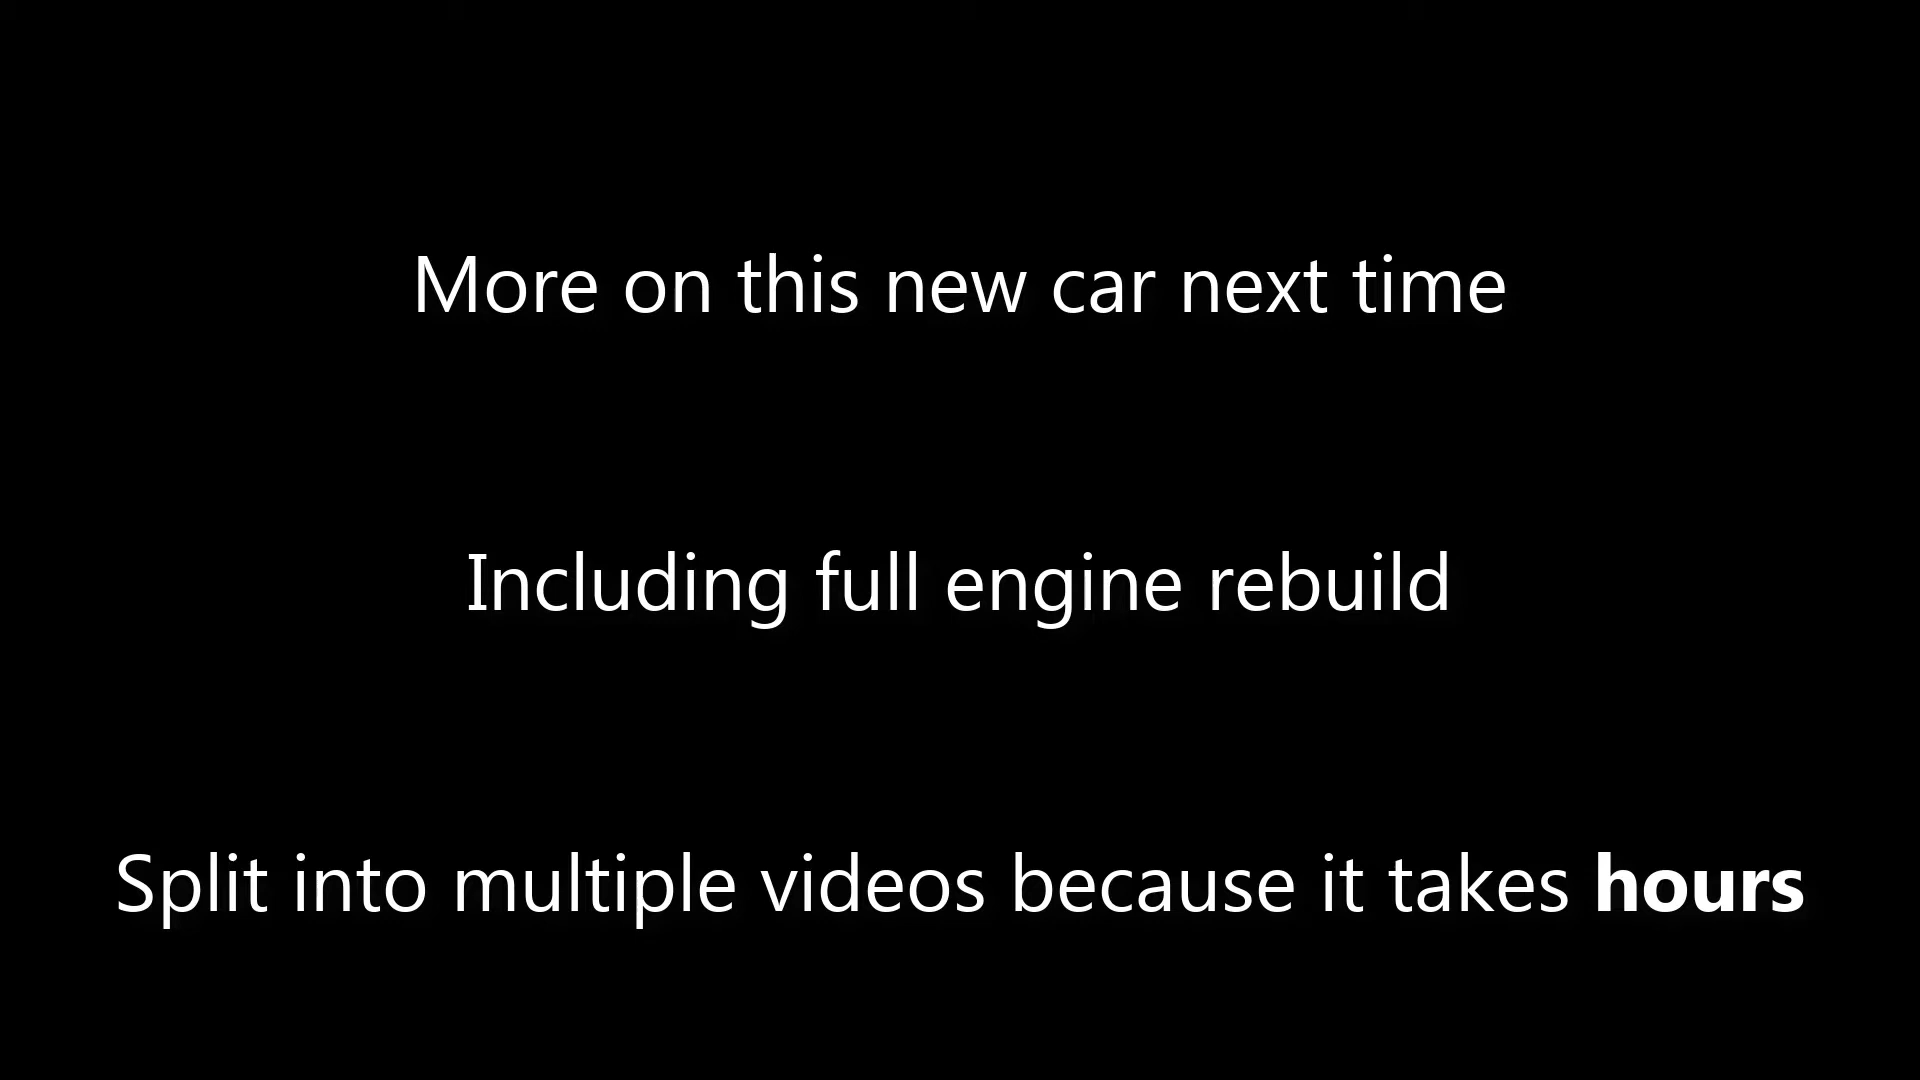 More on this new car next time
Including full engine rebuild
Split into multiple videos because it takes hours